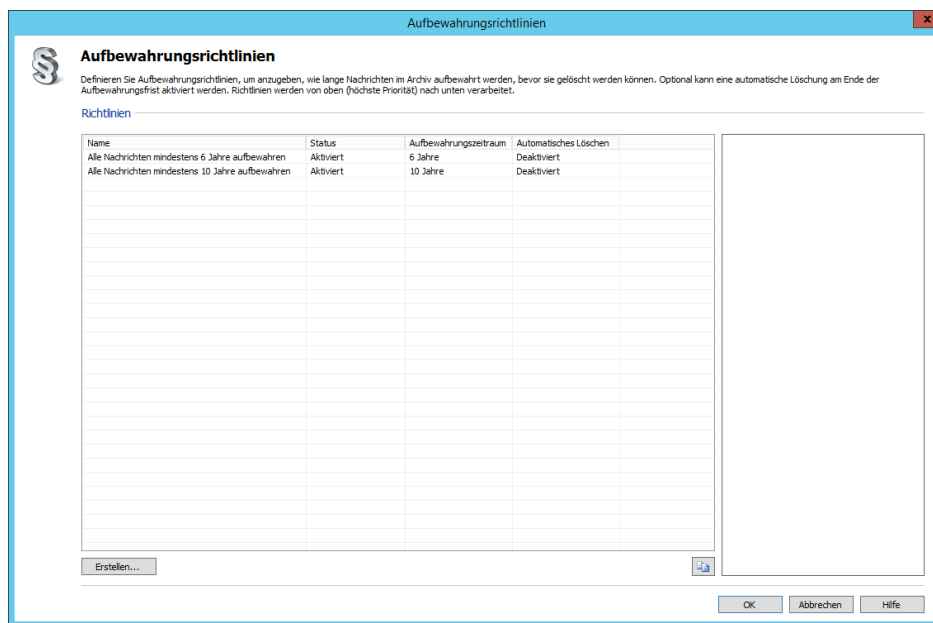 Aufbewahrungsrichtlinien
x
§
Aufbewahrungsrichtlinien
Definieren Sie Aufbewahrungsrichtlinien, um anzugeben, wie lange Nachrichten im Archiv aufbewahrt werden, bevor sie gelöscht werden können. Optional kann eine automatische Löschung am Ende der
Aufbewahrungsfrist aktiviert werden. Richtlinien werden von oben (höchste Priorität) nach unten verarbeitet.
Richtlinien
Name Status Aufbewahrungszeitraum Automatisches Löschen
Alle Nachrichten mindestens 6 Jahre aufbewahren Aktiviert 6 Jahre Deaktiviert
Alle Nachrichten mindestens 10 Jahre aufbewahren Aktiviert 10 Jahre Deaktiviert
Erstellen...
OK Abbrechen Hilfe